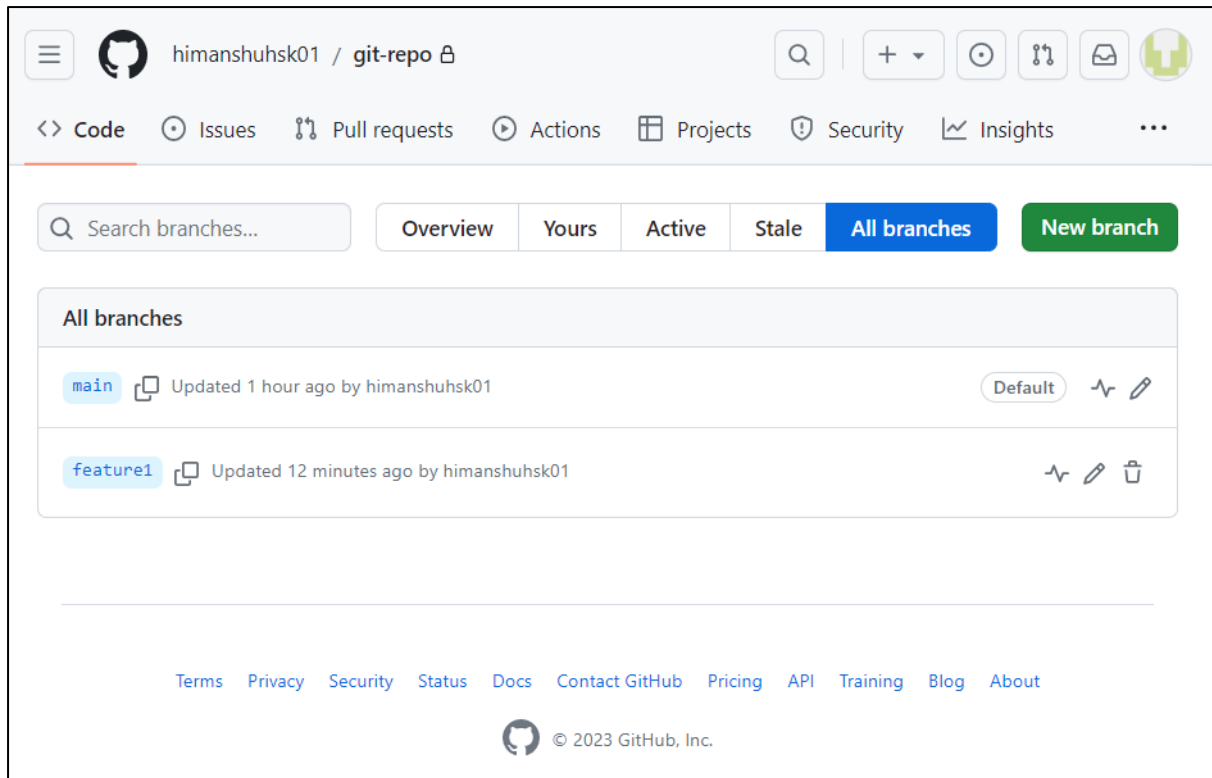 himanshuhsk01 / git-repo
Code Issues Pull requests Actions Projects Security Insights
Search branches... Overview Yours Active Stale All branches New branch
All branches
main Updated 1 hour ago by himanshuhsk01 Default
feature1 Updated 12 minutes ago by himanshuhsk01
Terms Privacy Security Status Docs Contact GitHub Pricing API Training Blog About
© 2023 GitHub, Inc.